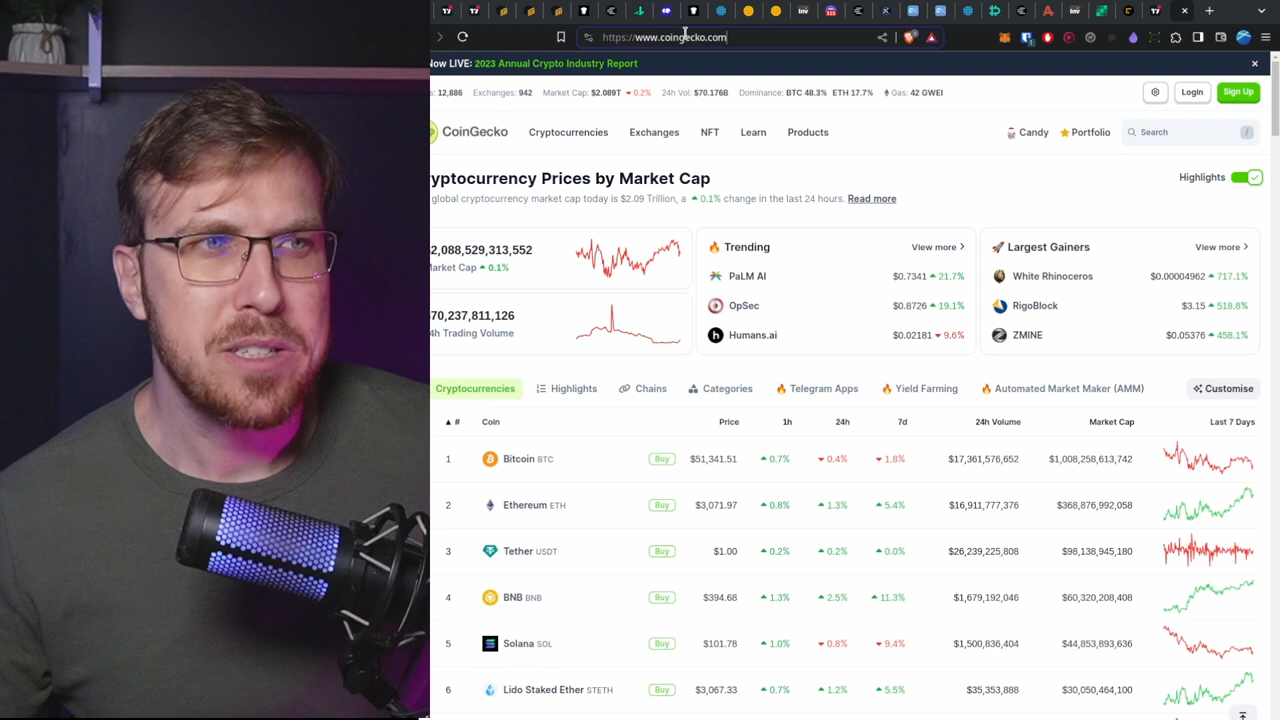 https://www.coingecko.com
Now LIVE: 2023 Annual Crypto Industry Report
s: 12,886 Exchanges: 942 Market Cap: $2.089T 0.2% 24h Vol: $70.176B Dominance: BTC 48.3% ETH 17.7% Gas: 42 GWEI
Login
Sign Up
CoinGecko
Cryptocurrencies
Exchanges
NFT
Learn
Products
Candy
Portfolio
Search
/
yptocurrency Prices by Market Cap
Highlights
global cryptocurrency market cap today is $2.09 Trillion, a 0.1% change in the last 24 hours. Read more
2,088,529,313,552
Market Cap 0.1%
70,237,811,126
4h Trading Volume
Trending
View more
PaLM AI $0.7341 21.7%
OpSec $0.8726 19.1%
Humans.ai $0.02181 9.6%
Largest Gainers
View more
White Rhinoceros $0.00004962 717.1%
RigoBlock $3.15 518.8%
ZMINE $0.05376 458.1%
Cryptocurrencies
Highlights
Chains
Categories
Telegram Apps
Yield Farming
Automated Market Maker (AMM)
Customise
# Coin Price 1h 24h 7d 24h Volume Market Cap Last 7 Days
1 Bitcoin BTC Buy $51,341.51 0.7% 0.4% 1.8% $17,361,576,652 $1,008,258,613,742
2 Ethereum ETH Buy $3,071.97 0.8% 1.3% 5.4% $16,911,777,376 $368,876,992,058
3 Tether USDT Buy $1.00 0.2% 0.2% 0.0% $26,239,225,808 $98,138,945,180
4 BNB BNB Buy $394.68 1.3% 2.5% 11.3% $1,679,192,046 $60,320,208,408
5 Solana SOL Buy $101.78 1.0% 0.8% 9.4% $1,500,836,404 $44,853,893,636
6 Lido Staked Ether STETH Buy $3,067.33 0.7% 1.2% 5.5% $35,353,888 $30,050,464,100